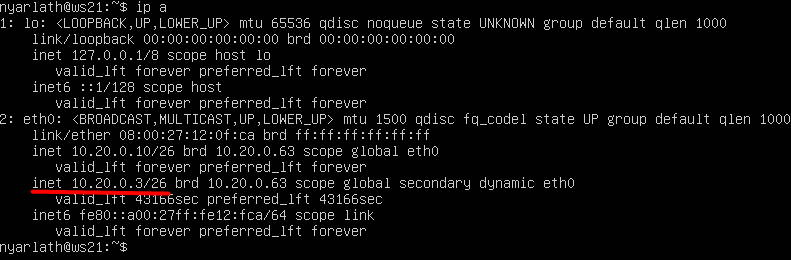 nyarlath@ws21:~$ ip a
1: lo: <LOOPBACK,UP,LOWER_UP> mtu 65536 qdisc noqueue state UNKNOWN group default qlen 1000
link/loopback 00:00:00:00:00:00 brd 00:00:00:00:00:00
inet 127.0.0.1/8 scope host lo
valid_lft forever preferred_lft forever
inet6 ::1/128 scope host
valid_lft forever preferred_lft forever
2: eth0: <BROADCAST,MULTICAST,UP,LOWER_UP> mtu 1500 qdisc fq_codel state UP group default qlen 1000
link/ether 08:00:27:12:0f:ca brd ff:ff:ff:ff:ff:ff
inet 10.20.0.10/26 brd 10.20.0.63 scope global eth0
valid_lft forever preferred_lft forever
inet 10.20.0.3/26 brd 10.20.0.63 scope global secondary dynamic eth0
valid_lft 43166sec preferred_lft 43166sec
inet6 fe80::a00:27ff:fe12:fca/64 scope link
valid_lft forever preferred_lft forever
nyarlath@ws21:~$